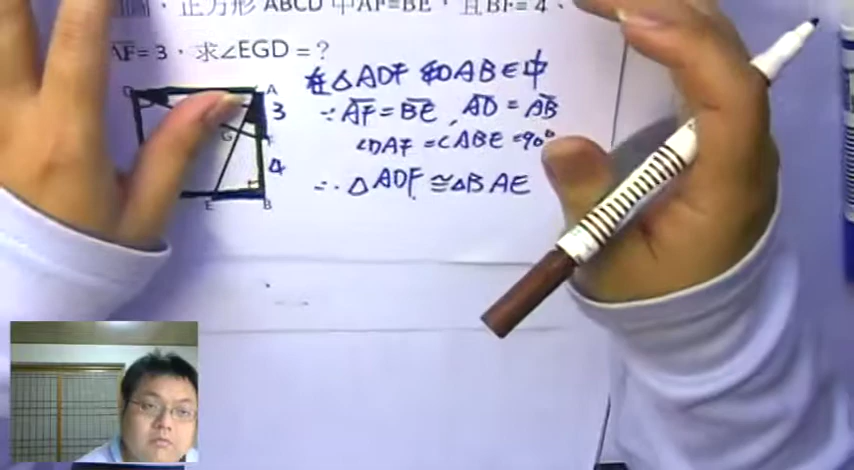 正方形 ABCD 中AF=BE，且BF= 4、
AF= 3，求∠EGD =？
在△ADF 和ABE中
∵ AF = BE , AD = AB
∠DAF = ∠ABE = 90°
∴ △ADF ≅ △BAE
D
A
3
G
F
4
E
B